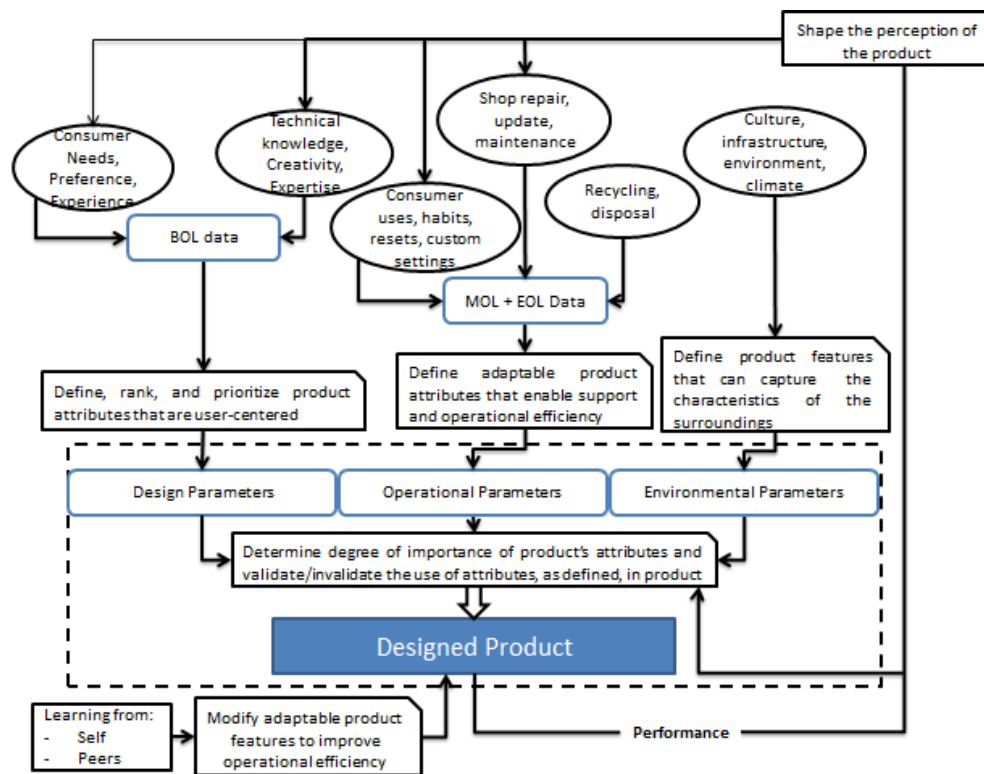 Shape the perception of
the product
Consumer
Needs,
Preference,
Experience
Technical
knowledge,
Creativity,
Expertise
Shop repair,
update,
maintenance
Culture,
infrastructure,
environment,
climate
Consumer
uses, habits,
resets, custom
settings
Recycling,
disposal
BOL data
MOL + EOL Data
Define, rank, and prioritize product
attributes that are user-centered
Define adaptable product
attributes that enable support
and operational efficiency
Define product features
that can capture the
characteristics of the
surroundings
Design Parameters
Operational Parameters
Environmental Parameters
Determine degree of importance of product's attributes and
validate/invalidate the use of attributes, as defined, in product
Designed Product
Learning from:
- Self
- Peers
Modify adaptable product
features to improve
operational efficiency
Performance